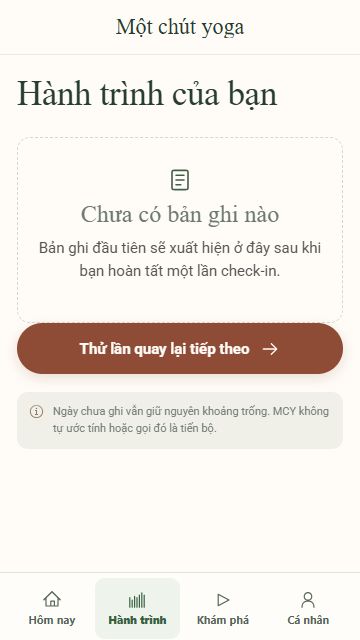 Một chút yoga
Hành trình của bạn
Chưa có bản ghi nào
Bản ghi đầu tiên sẽ xuất hiện ở đây sau khi
bạn hoàn tất một lần check-in.
Thử lần quay lại tiếp theo
Ngày chưa ghi vẫn giữ nguyên khoảng trống. MCY không
tự ước tính hoặc gọi đó là tiến bộ.
Hôm nay
Hành trình
Khám phá
Cá nhân